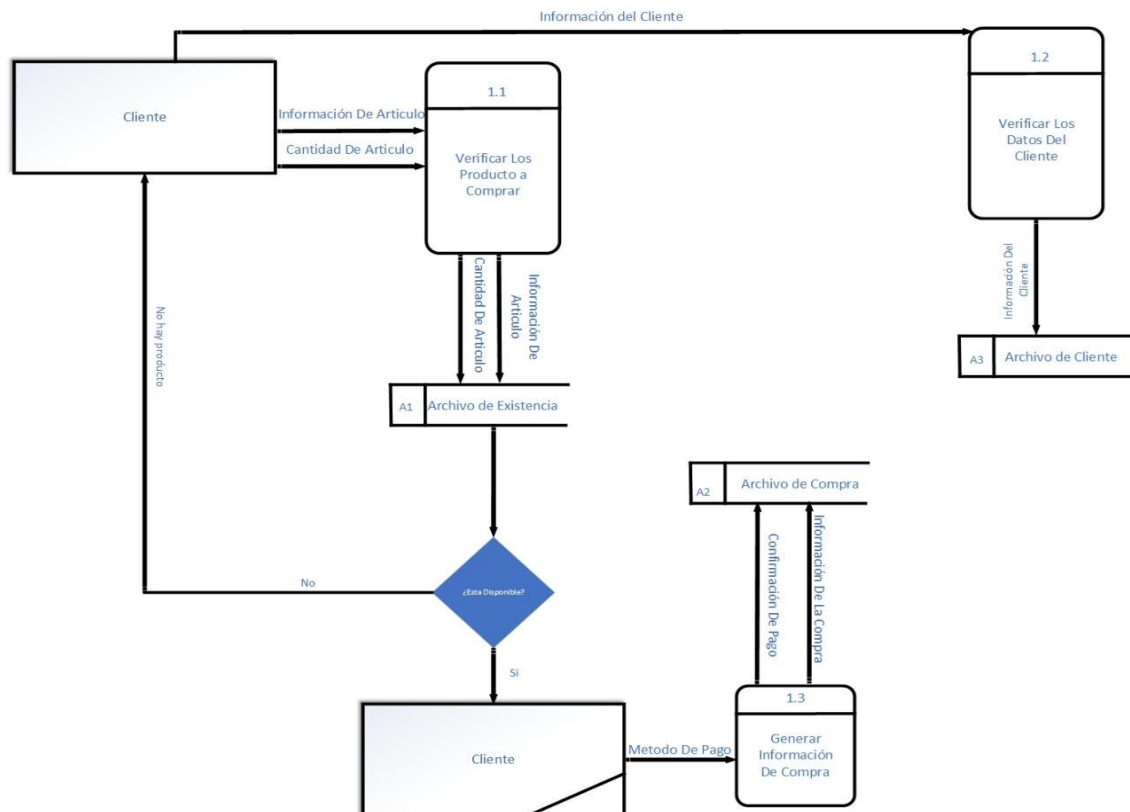 Información del Cliente
1.2
Verificar Los
Datos Del
Cliente
Cliente
Información De Articulo
Cantidad De Articulo
1.1
Verificar Los
Producto a
Comprar
Cantidad De Articulo
Información De
Articulo
Información Del
Cliente
A3
Archivo de Cliente
No hay producto
A1
Archivo de Existencia
A2
Archivo de Compra
Confirmación De Pago
Información De La Compra
¿Esta Disponible?
No
Si
Cliente
Metodo De Pago
1.3
Generar
Información
De Compra